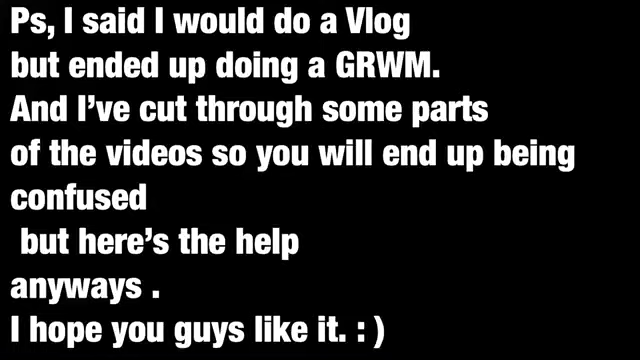 Ps, I said I would do a Vlog
but ended up doing a GRWM.
And I’ve cut through some parts
of the videos so you will end up being
confused
but here’s the help
anyways .
I hope you guys like it. : )